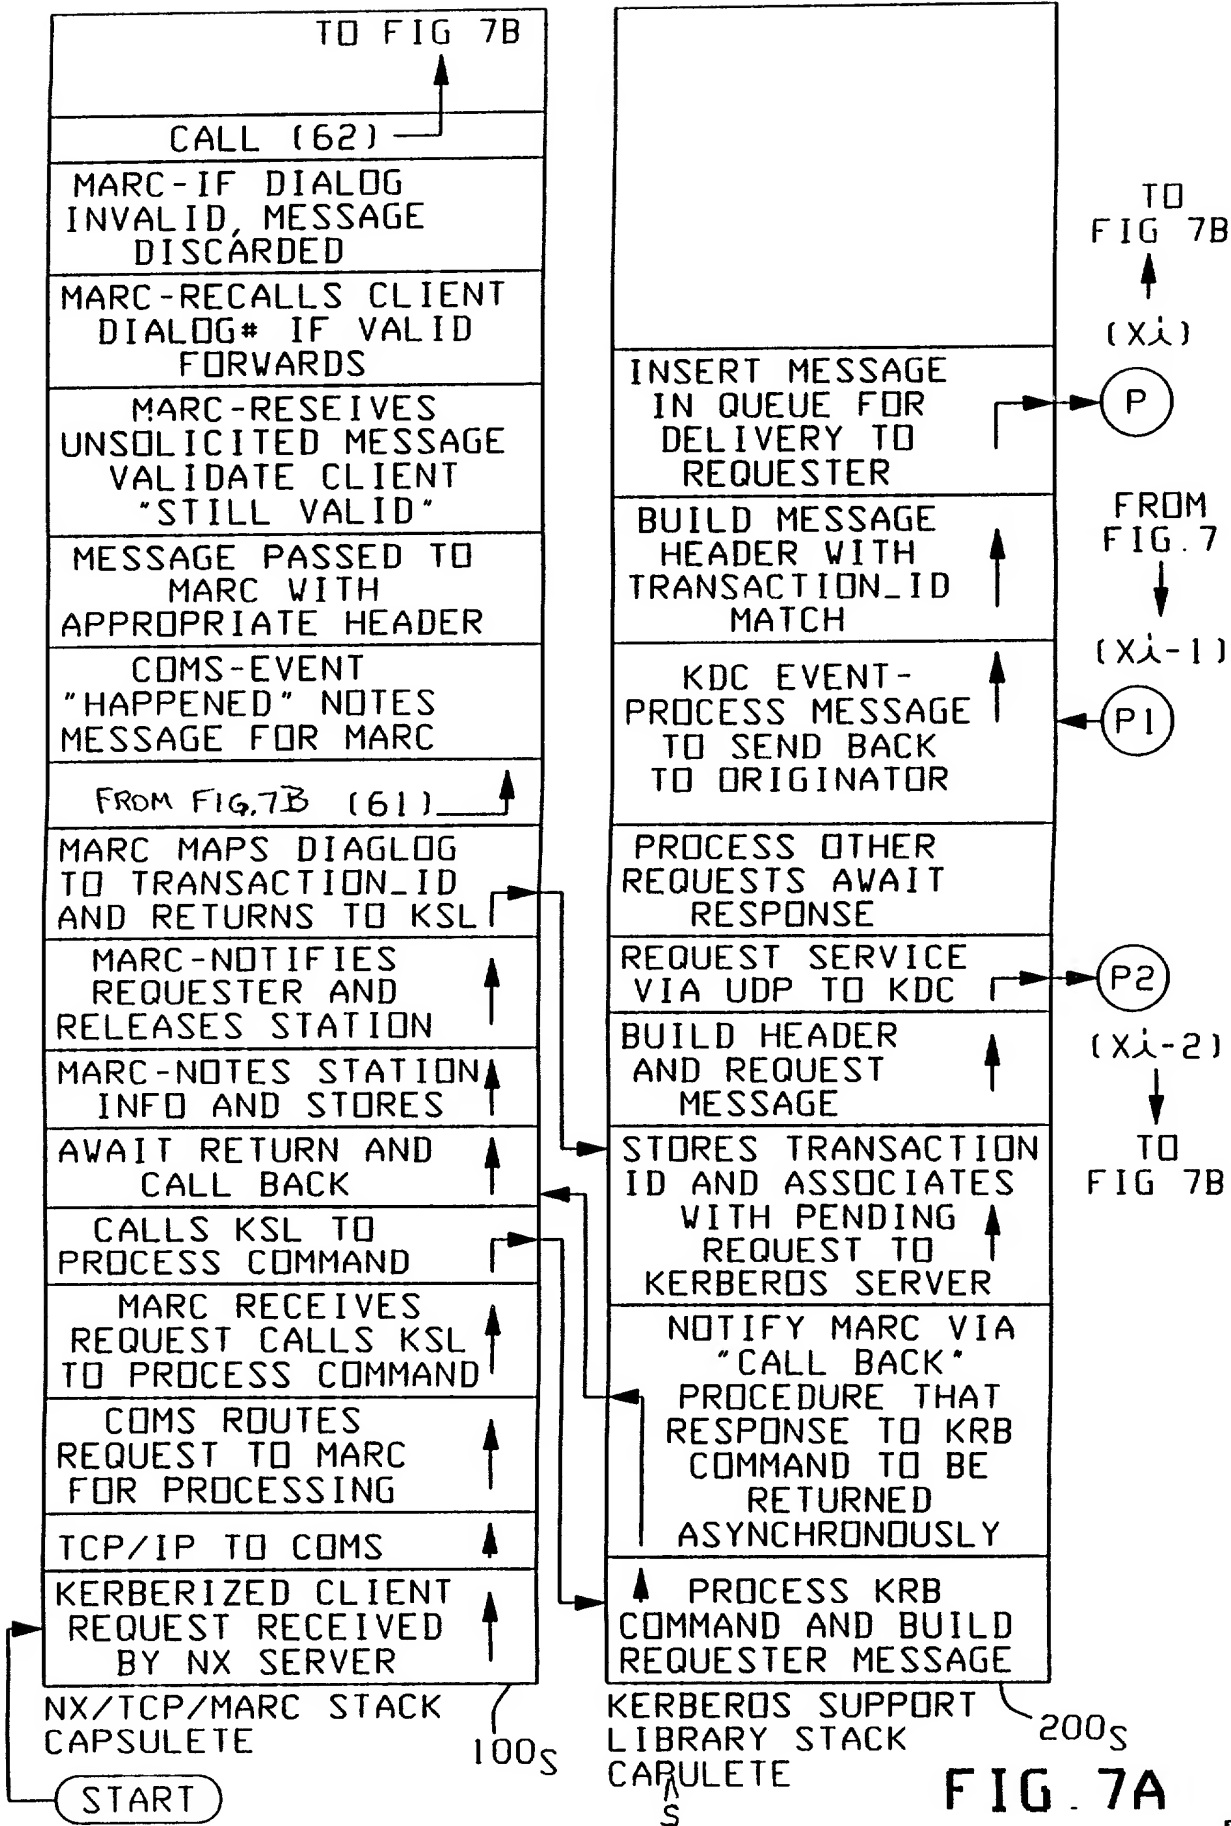 TO FIG 7B
CALL (62)
MARC-IF DIALOG
INVALID, MESSAGE
DISCARDED
MARC-RECALLS CLIENT
DIALOG# IF VALID
FORWARDS
MARC-RESEIVES
UNSOLICITED MESSAGE
VALIDATE CLIENT
"STILL VALID"
MESSAGE PASSED TO
MARC WITH
APPROPRIATE HEADER
COMS-EVENT
"HAPPENED" NOTES
MESSAGE FOR MARC
FROM FIG.7B (61)
MARC MAPS DIAGLOG
TO TRANSACTION_ID
AND RETURNS TO KSL
MARC-NOTIFIES
REQUESTER AND
RELEASES STATION
MARC-NOTES STATION
INFO AND STORES
AWAIT RETURN AND
CALL BACK
CALLS KSL TO
PROCESS COMMAND
MARC RECEIVES
REQUEST CALLS KSL
TO PROCESS COMMAND
COMS ROUTES
REQUEST TO MARC
FOR PROCESSING
TCP/IP TO COMS
KERBERIZED CLIENT
REQUEST RECEIVED
BY NX SERVER
NX/TCP/MARC STACK
CAPSULETE
100S
START
INSERT MESSAGE
IN QUEUE FOR
DELIVERY TO
REQUESTER
BUILD MESSAGE
HEADER WITH
TRANSACTION_ID
MATCH
KDC EVENT-
PROCESS MESSAGE
TO SEND BACK
TO ORIGINATOR
PROCESS OTHER
REQUESTS AWAIT
RESPONSE
REQUEST SERVICE
VIA UDP TO KDC
BUILD HEADER
AND REQUEST
MESSAGE
STORES TRANSACTION
ID AND ASSOCIATES
WITH PENDING
REQUEST TO
KERBEROS SERVER
NOTIFY MARC VIA
"CALL BACK"
PROCEDURE THAT
RESPONSE TO KRB
COMMAND TO BE
RETURNED
ASYNCHRONOUSLY
PROCESS KRB
COMMAND AND BUILD
REQUESTER MESSAGE
KERBEROS SUPPORT
LIBRARY STACK
CAPULETE
S
200S
TO
FIG 7B
(Xi)
P
FROM
FIG.7
(Xi-1)
P1
P2
(Xi-2)
TO
FIG 7B
FIG.7A